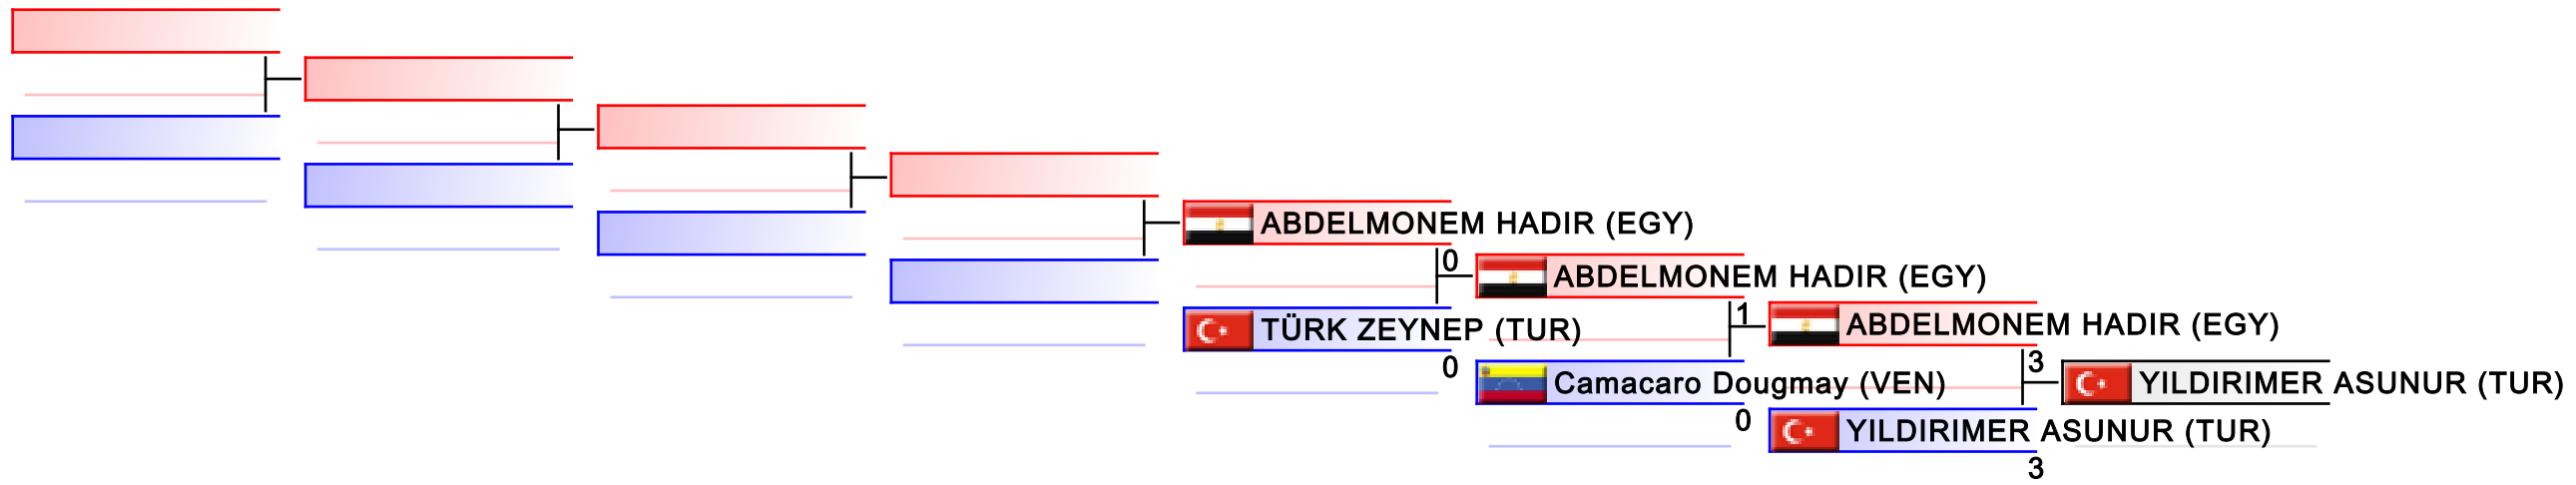 ABDELMONEM HADIR (EGY)
0
ABDELMONEM HADIR (EGY)
TÜRK ZEYNEP (TUR)
0
1
ABDELMONEM HADIR (EGY)
Camacaro Dougmay (VEN)
0
3
YILDIRIMER ASUNUR (TUR)
YILDIRIMER ASUNUR (TUR)
3